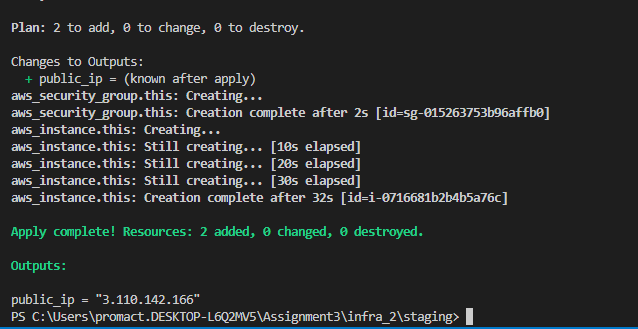 Plan: 2 to add, 0 to change, 0 to destroy.
Changes to Outputs:
+ public_ip = (known after apply)
aws_security_group.this: Creating...
aws_security_group.this: Creation complete after 2s [id=sg-015263753b96affb0]
aws_instance.this: Creating...
aws_instance.this: Still creating... [10s elapsed]
aws_instance.this: Still creating... [20s elapsed]
aws_instance.this: Still creating... [30s elapsed]
aws_instance.this: Creation complete after 32s [id=i-0716681b2b4b5a76c]
Apply complete! Resources: 2 added, 0 changed, 0 destroyed.
Outputs:
public_ip = "3.110.142.166"
PS C:\Users\promact.DESKTOP-L6Q2MV5\Assignment3\infra_2\staging>